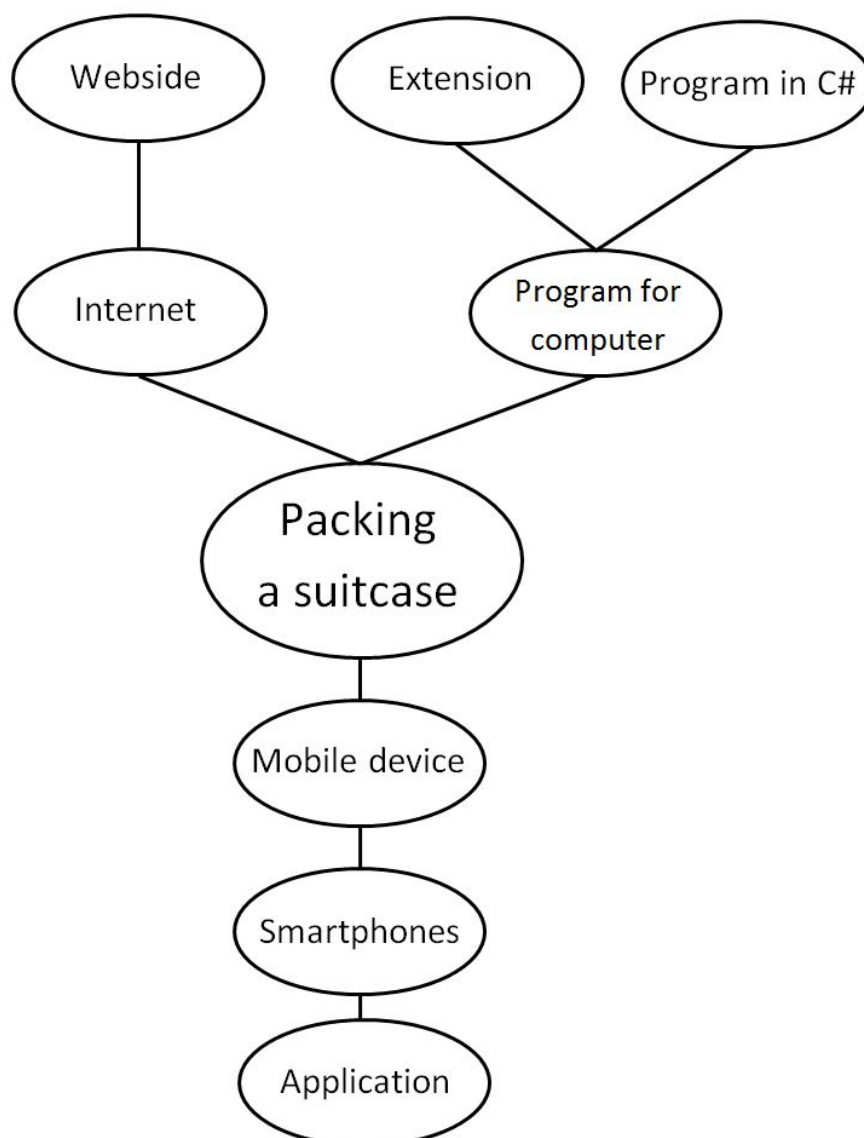 Webside
Extension
Program in C#
Internet
Program for
computer
Packing
a suitcase
Mobile device
Smartphones
Application